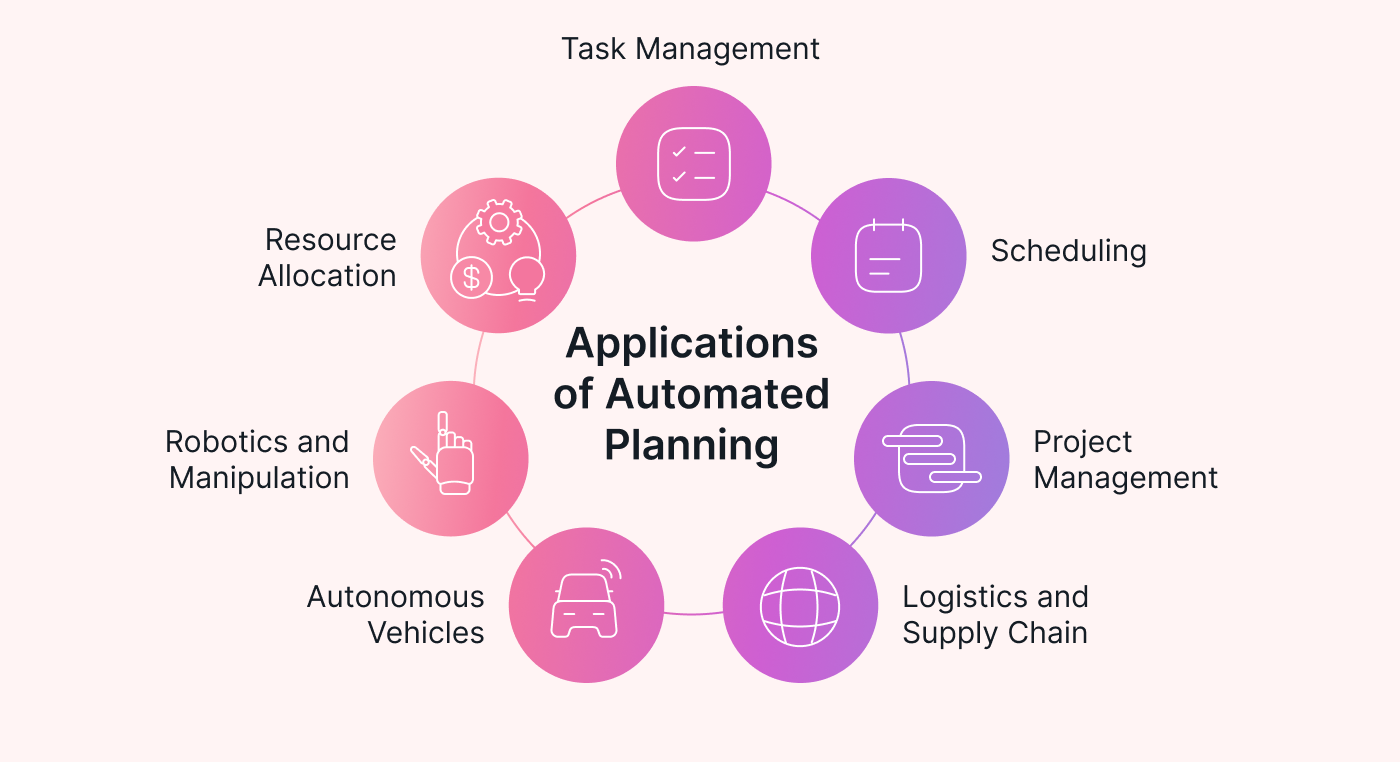 Task Management
Resource
Allocation
Scheduling
Applications
of Automated
Planning
Robotics and
Manipulation
Project
Management
Autonomous
Vehicles
Logistics and
Supply Chain
$